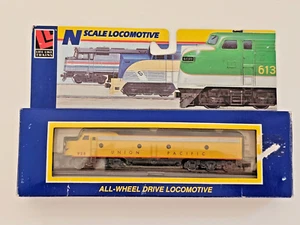 LIFE-LIKE TRAINS
N SCALE LOCOMOTIVE
613
UNION PACIFIC
ALL-WHEEL DRIVE LOCOMOTIVE